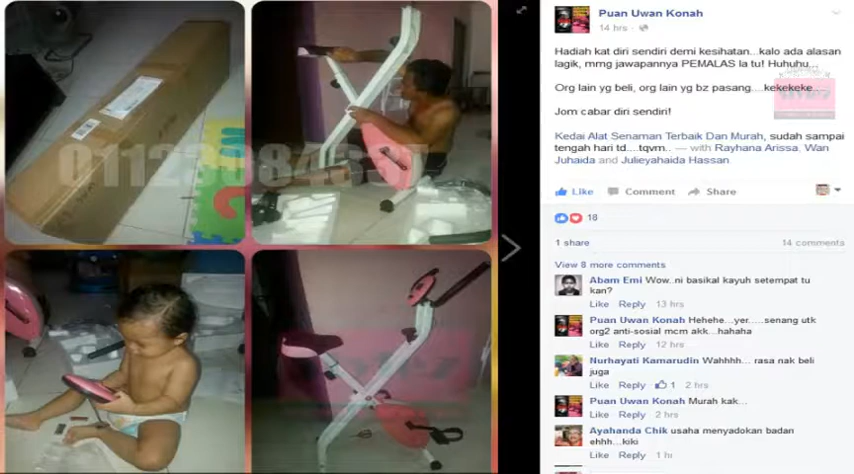 Puan Uwan Konah
14 hrs
Hadiah kat diri sendiri demi kesihatan...kalo ada alasan
lagik, mmg jawapannya PEMALAS la tu! Huhuhu...
Org lain yg beli, org lain yg bz pasang....kekekeke....
Jom cabar diri sendiri!
Kedai Alat Senaman Terbaik Dan Murah, sudah sampai
tengah hari td....tqvm.. — with Rayhana Arissa, Wan
Juhaida and Julieyahaida Hassan.
Like Comment Share
18
1 share 14 comments
View 8 more comments
Abam Emi Wow..ni basikal kayuh setempat tu
kan?
Like Reply 13 hrs
Puan Uwan Konah Hehehe...yer.....senang utk
org2 anti-sosial mcm akk...hahaha
Like Reply 12 hrs
Nurhayati Kamarudin Wahhhh... rasa nak beli
juga
Like Reply 1 2 hrs
Puan Uwan Konah Murah kak...
Like Reply 2 hrs
Ayahanda Chik usaha menyadokan badan
ehhh...kiki
Like Reply 1 hr